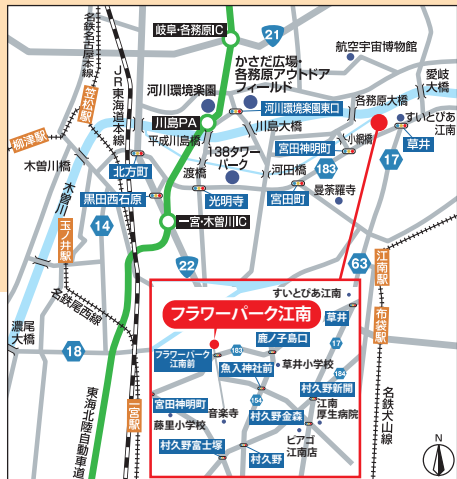 岐阜・各務原IC
21
航空宇宙博物館
名鉄名古屋本線
JR東海道本線
かさだ広場・
各務原アウトドア
フィールド
愛岐
大橋
河川環境楽園
笠松駅
河川環境楽園東口
各務原大橋
すいとぴあ
江南
川島PA
柳津駅
川島大橋
草井
平成川島橋
138タワー
パーク
宮田神明町
小網橋
17
木曽川橋
北方町
渡橋
河田橋
183
木曽川
黒田西石原
光明寺
宮田町
曼荼羅寺
玉ノ井駅
14
一宮・木曽川IC
63
江南駅
22
布袋駅
名鉄尾西線
濃尾
大橋
18
一宮駅
東海北陸自動車道
名鉄犬山線
すいとぴあ江南
フラワーパーク江南
草井
鹿ノ子島口
17
フラワーパーク
江南前
183
草井小学校
魚入神社前
184
村久野新開
154
宮田神明町
音楽寺
村久野金森
江南
厚生病院
藤里小学校
ピアゴ
江南店
村久野富士塚
村久野
N